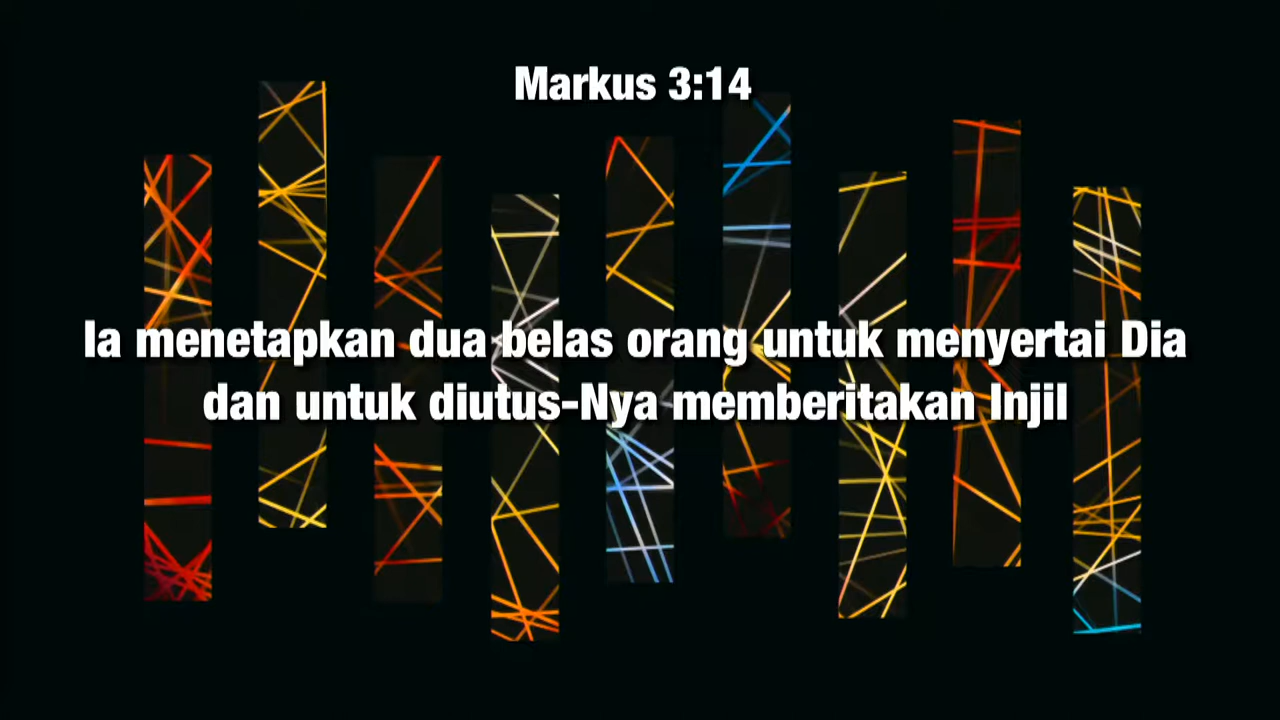 Markus 3:14
Ia menetapkan dua belas orang untuk menyertai Dia
dan untuk diutus-Nya memberitakan Injil